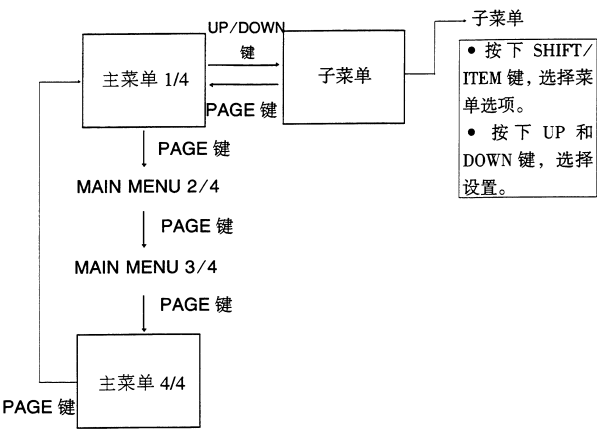 UP/DOWN
键
子菜单
主菜单 1/4
子菜单
PAGE 键
● 按下 SHIFT/
ITEM 键，选择菜
单选项。
● 按下 UP 和
DOWN 键，选择
设置。
PAGE 键
MAIN MENU 2/4
PAGE 键
MAIN MENU 3/4
PAGE 键
主菜单 4/4
PAGE 键